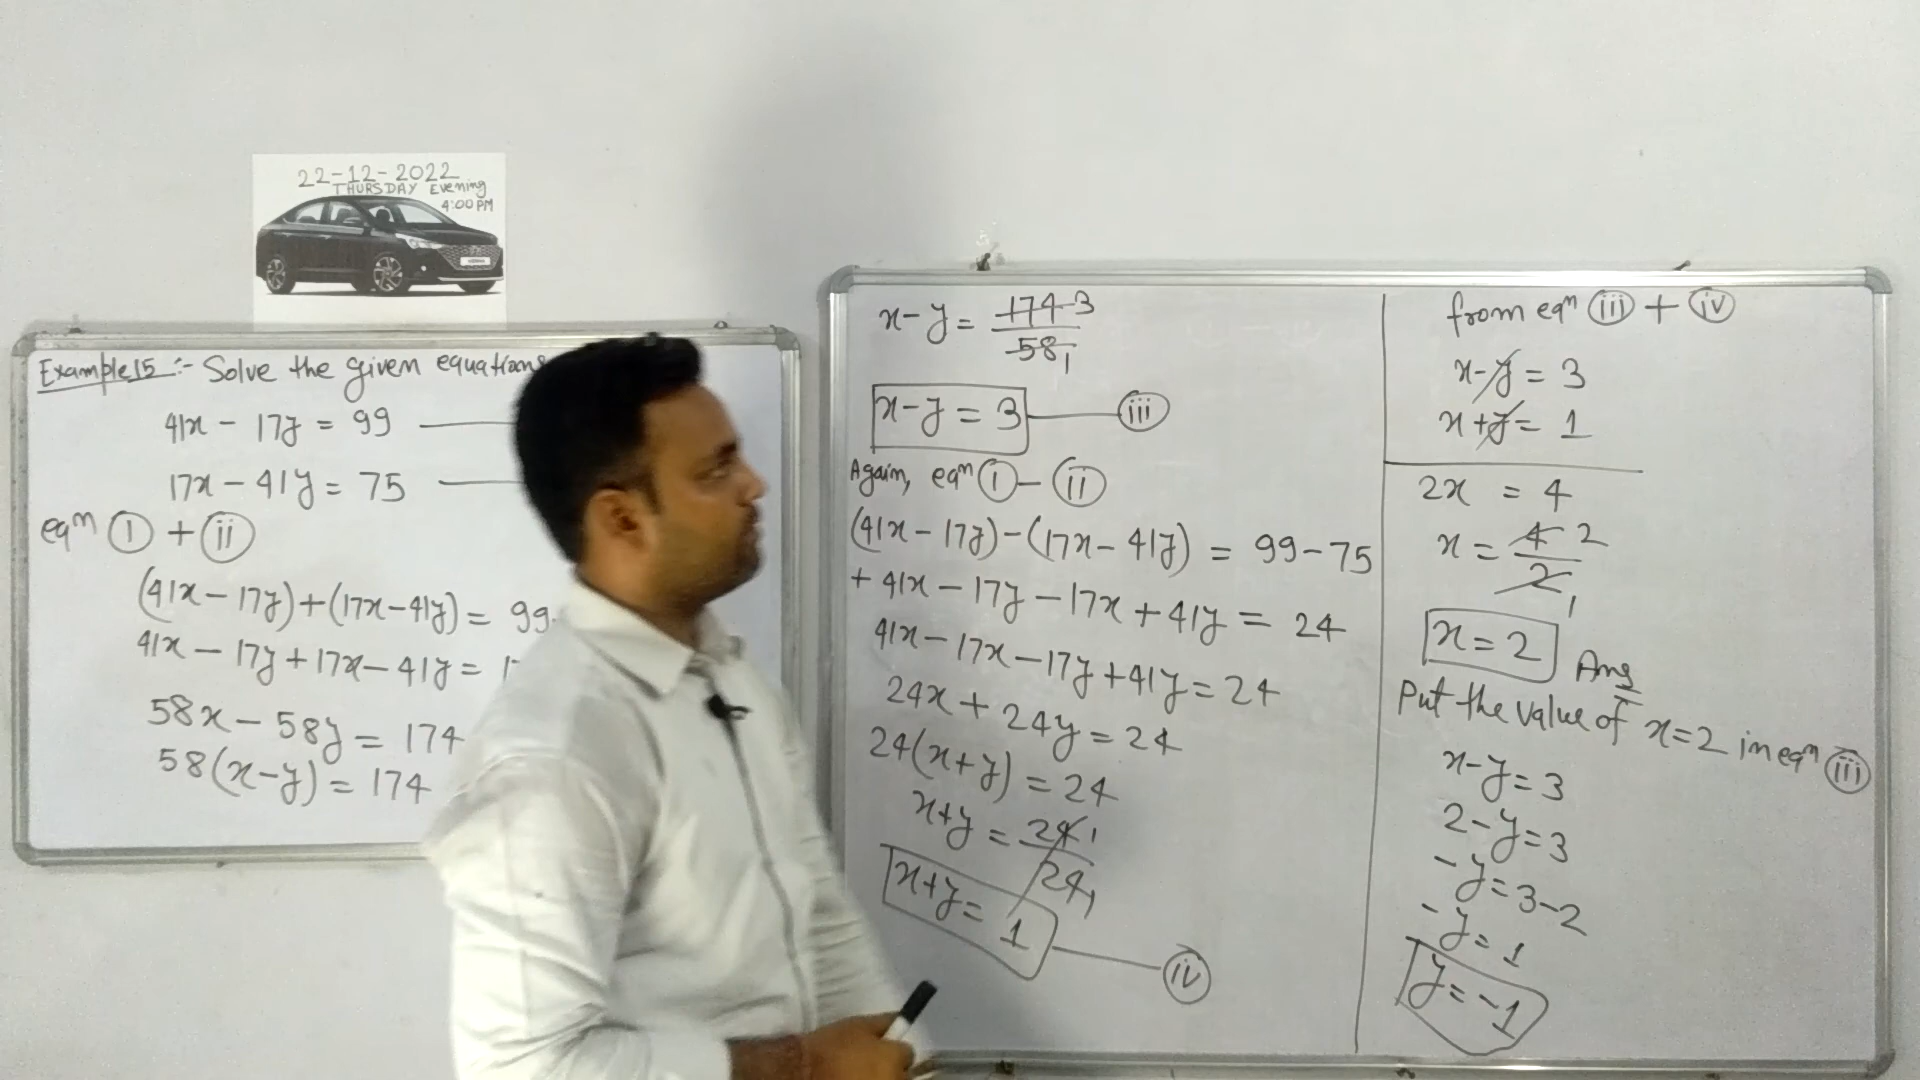 22-12-2022
THURSDAY Evening
4:00 PM
Example 15 :- Solve the given equations
41x - 17y = 99
17x - 41y = 75
eqn (i) + (ii)
(41x - 17y) + (17x - 41y) = 99
41x - 17y + 17x - 41y = 17
58x - 58y = 174
58(x-y) = 174
x - y = 174 3 / 58 1
x - y = 3 (iii)
Again, eqn (i) - (ii)
(41x - 17y) - (17x - 41y) = 99 - 75
+ 41x - 17y - 17x + 41y = 24
41x - 17x - 17y + 41y = 24
24x + 24y = 24
24(x+y) = 24
x+y = 24 1 / 24 1
x+y = 1 (iv)
from eqn (iii) + (iv)
x - y = 3
x + y = 1
2x = 4
x = 4 2 / 2 1
x = 2 Ans
Put the value of x=2 in eqn (iii)
x - y = 3
2 - y = 3
- y = 3 - 2
- y = 1
y = -1